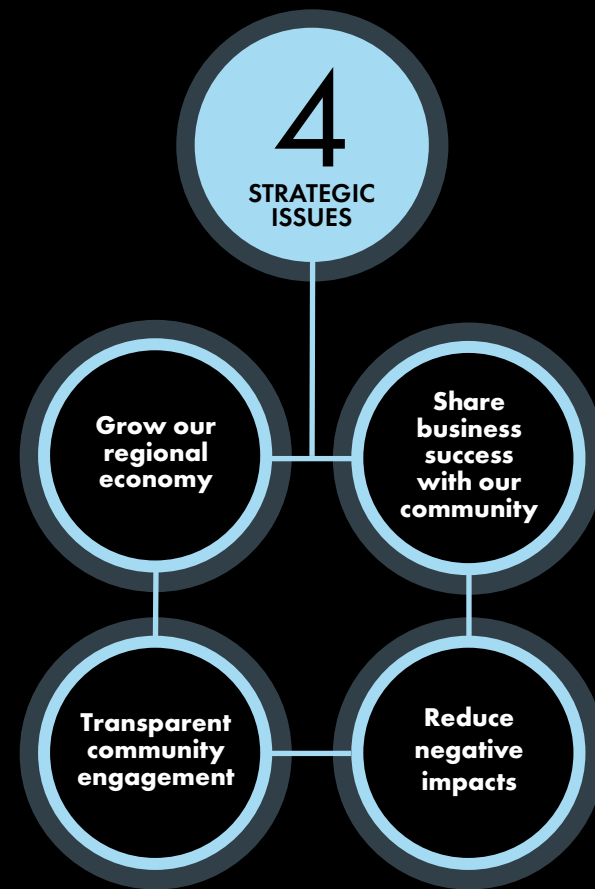 4
STRATEGIC
ISSUES
Grow our
regional
economy
Share
business
success
with our
community
Transparent
community
engagement
Reduce
negative
impacts